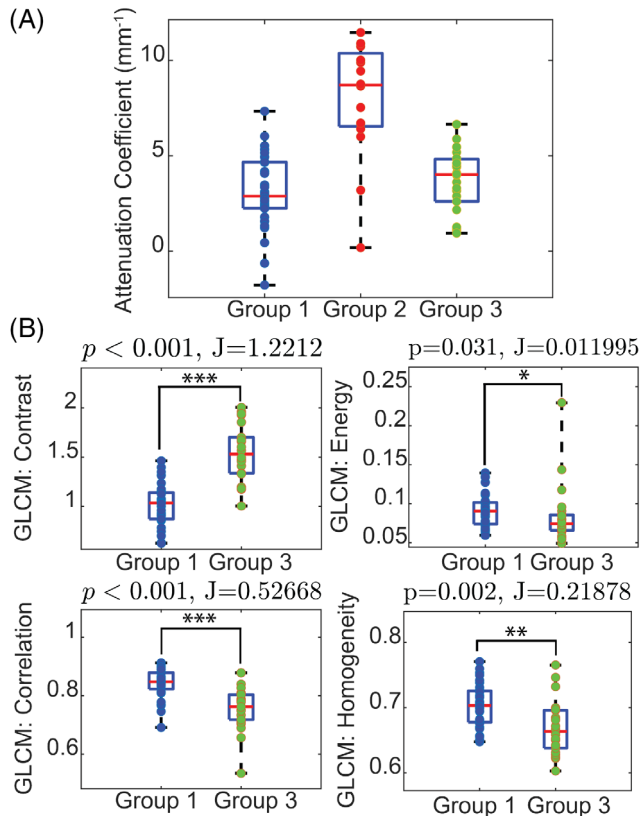 (A)
Attenuation Coefficient (mm⁻¹)
10
5
0
Group 1 Group 2 Group 3
(B)
p < 0.001, J=1.2212
***
GLCM: Contrast
2
1.5
1
Group 1 Group 3
p=0.031, J=0.011995
*
GLCM: Energy
0.25
0.2
0.15
0.1
0.05
Group 1 Group 3
p < 0.001, J=0.52668
***
GLCM: Correlation
1
0.8
0.6
Group 1 Group 3
p=0.002, J=0.21878
**
GLCM: Homogeneity
0.8
0.7
0.6
Group 1 Group 3